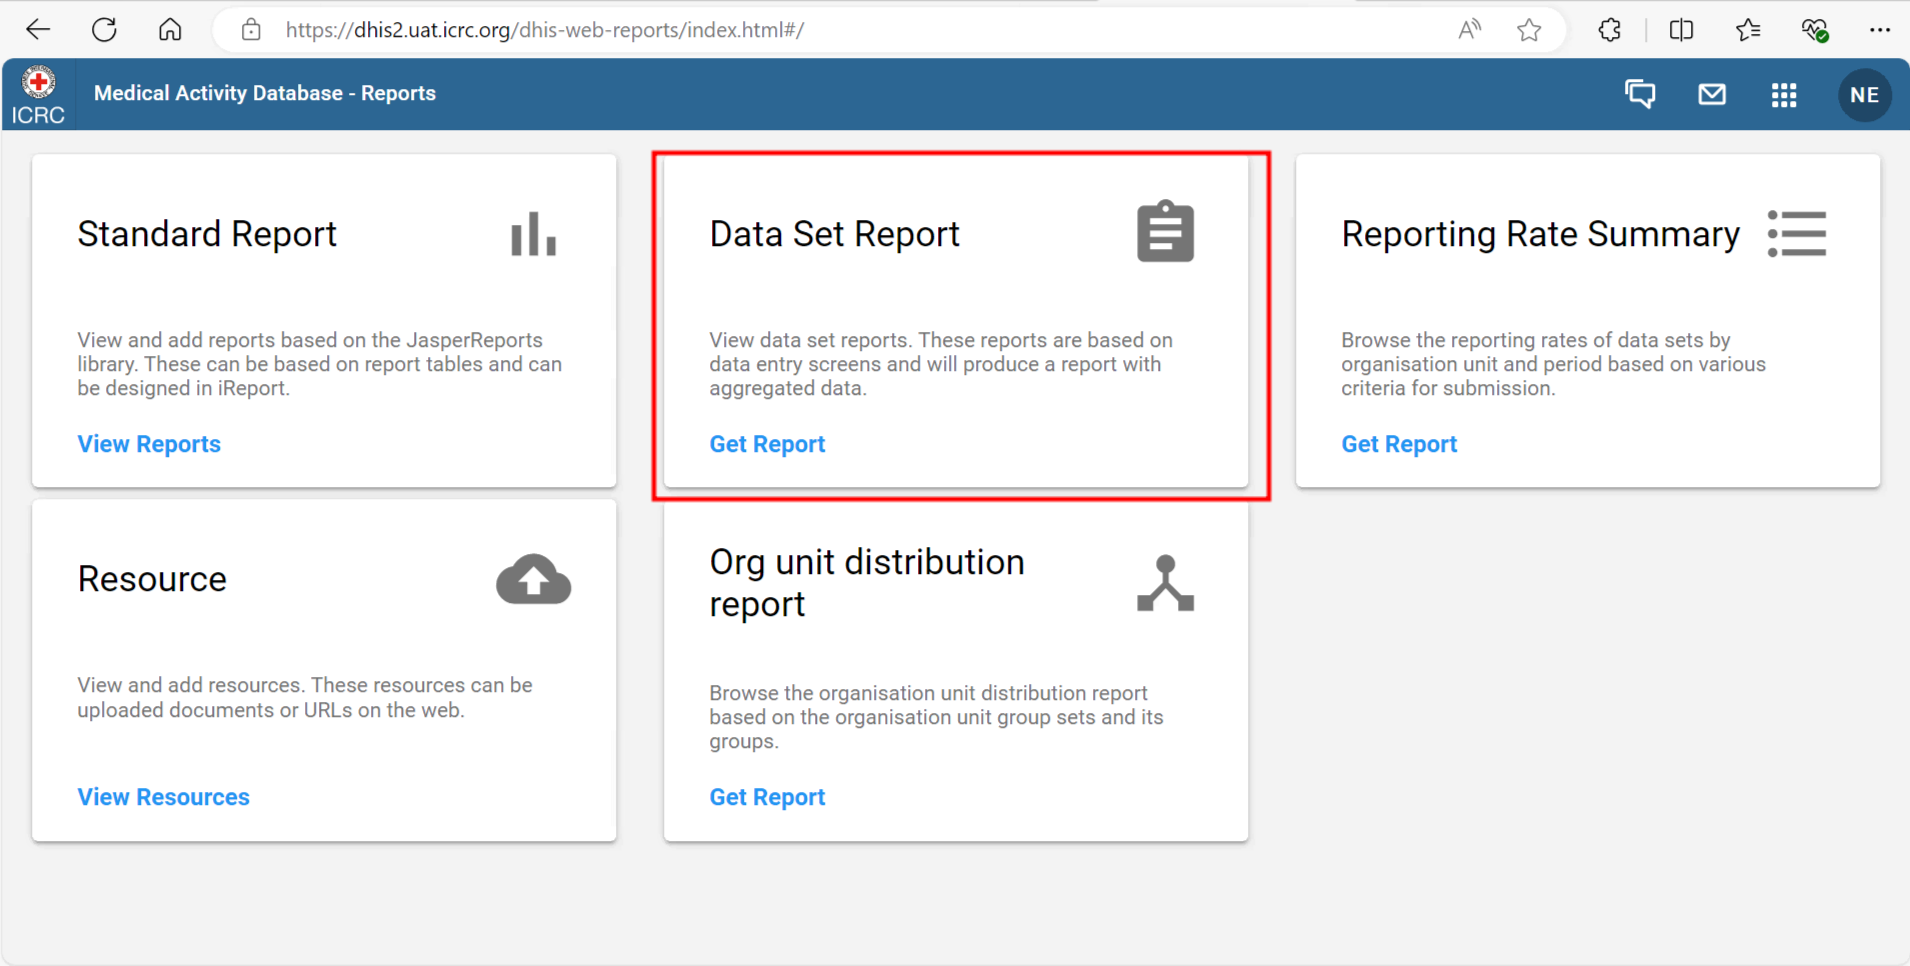 https://dhis2.uat.icrc.org/dhis-web-reports/index.html#/
ICRC
Medical Activity Database - Reports
NE
Standard Report
View and add reports based on the JasperReports
library. These can be based on report tables and can
be designed in iReport.
View Reports
Data Set Report
View data set reports. These reports are based on
data entry screens and will produce a report with
aggregated data.
Get Report
Reporting Rate Summary
Browse the reporting rates of data sets by
organisation unit and period based on various
criteria for submission.
Get Report
Resource
View and add resources. These resources can be
uploaded documents or URLs on the web.
View Resources
Org unit distribution
report
Browse the organisation unit distribution report
based on the organisation unit group sets and its
groups.
Get Report